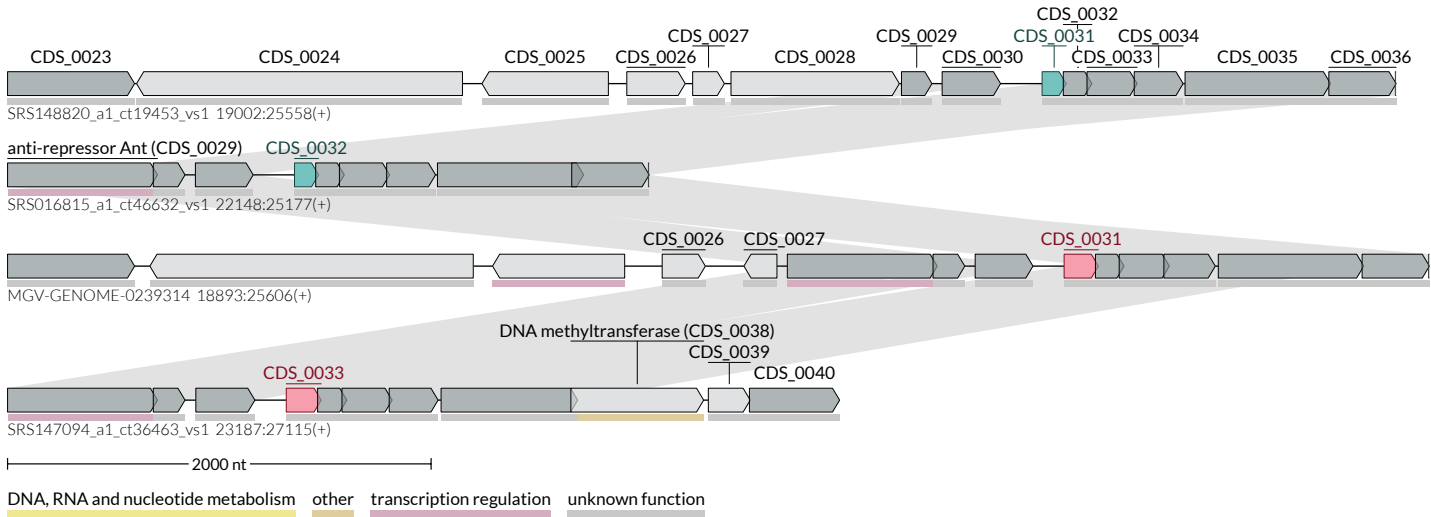 CDS_0032
CDS_0027 CDS_0029 CDS_0031 CDS_0034
CDS_0023 CDS_0024 CDS_0025 CDS_0026 CDS_0028 CDS_0030 CDS_0033 CDS_0035 CDS_0036
SRS148820_a1_ct19453_vs1 19002:25558(+)
anti-repressor Ant (CDS_0029) CDS_0032
SRS016815_a1_ct46632_vs1 22148:25177(+)
CDS_0026 CDS_0027 CDS_0031
MGV-GENOME-0239314 18893:25606(+)
DNA methyltransferase (CDS_0038)
CDS_0039
CDS_0033 CDS_0040
SRS147094_a1_ct36463_vs1 23187:27115(+)
2000 nt
DNA, RNA and nucleotide metabolism other transcription regulation unknown function